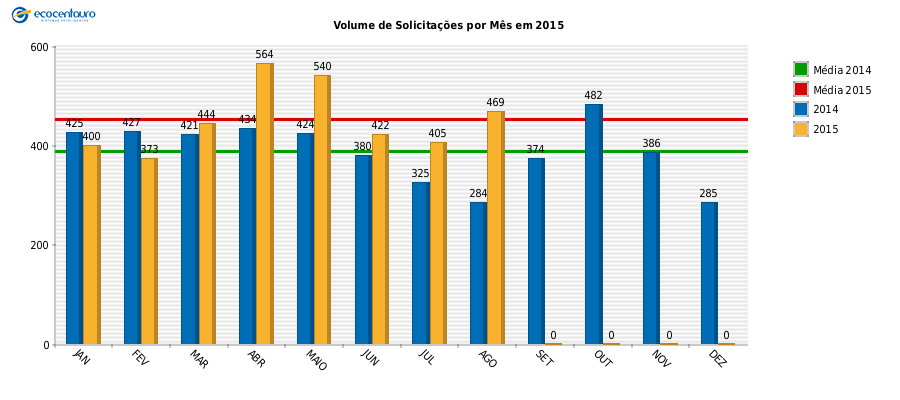 ecocentauro
Volume de Solicitações por Mês em 2015
600
400
200
0
425
400
427
373
421
444
434
564
424
540
380
422
325
405
284
469
374
0
482
0
386
0
285
0
JAN
FEV
MAR
ABR
MAIO
JUN
JUL
AGO
SET
OUT
NOV
DEZ
Média 2014
Média 2015
2014
2015